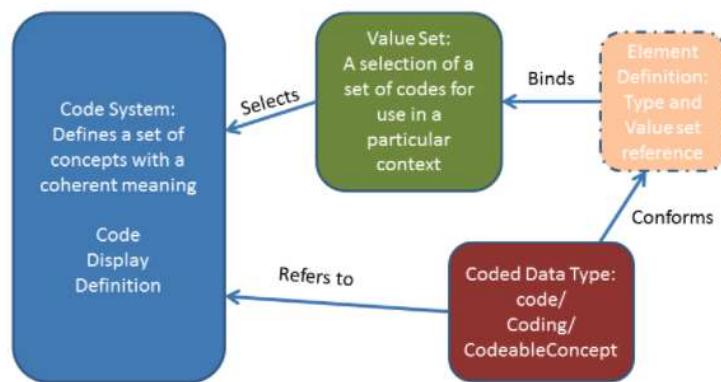 Code System:
Defines a set of
concepts with a
coherent meaning
Code
Display
Definition
Selects
Value Set:
A selection of a
set of codes for
use in a
particular
context
Binds
Element
Definition:
Type and
Value set
reference
Conforms
Refers to
Coded Data Type:
code/
Coding/
CodeableConcept